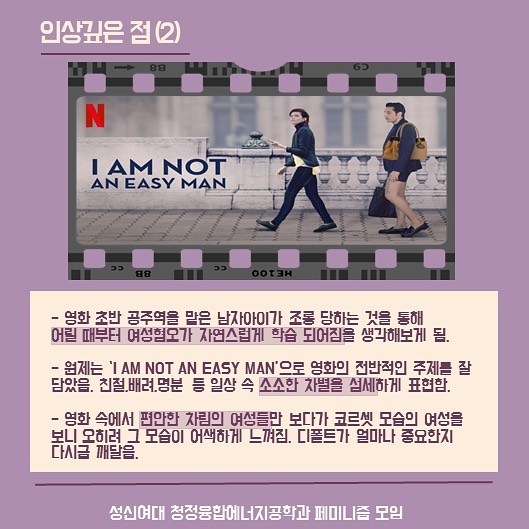 인상깊은 점 (2)
88
C9
N
I AM NOT
AN EASY MAN
CC
88
CC
ME100
88
- 영화 초반 공주역을 맡은 남자아이가 조롱 당하는 것을 통해
어릴 때부터 여성혐오가 자연스럽게 학습 되어짐을 생각해보게 됨.
- 원제는 'I AM NOT AN EASY MAN'으로 영화의 전반적인 주제를 잘
담았음. 친절,배려,명분 등 일상 속 소소한 차별을 섬세하게 표현함.
- 영화 속에서 편안한 차림의 여성들만 보다가 코르셋 모습의 여성을
보니 오히려 그 모습이 어색하게 느껴짐. 디폴트가 얼마나 중요한지
다시금 깨달음.
성신여대 청정융합에너지공학과 페미니즘 모임